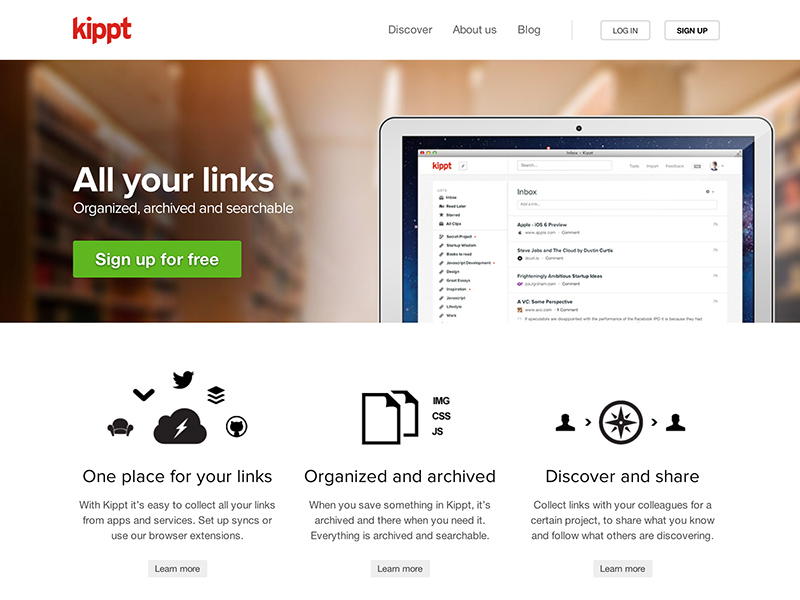 kippt
Discover About us Blog LOG IN SIGN UP
All your links
Organized, archived and searchable
Sign up for free
Inbox - Kippt
kippt Search... Tools Import Feedback
LISTS
Inbox
Read Later
Starred
All Clips
Secret Project
Startup Wisdom
Books to read
Javascript Development
Design
Great Essays
Inspiration
Javascript
Lifestyle
Work
Inbox
Add a link...
Apple - iOS 6 Preview
www.apple.com · Comment
Steve Jobs and The Cloud by Dustin Curtis
dcurt.is · Comment
Frighteningly Ambitious Startup Ideas
paulgraham.com · Comment
A VC: Some Perspective
www.avc.com · 1 Comment
If speculators are disappointed with the performance of the Facebook IPO it is because they had
IMG
CSS
JS
One place for your links
With Kippt it's easy to collect all your links
from apps and services. Set up syncs or
use our browser extensions.
Learn more
Organized and archived
When you save something in Kippt, it's
archived and there when you need it.
Everything is archived and searchable.
Learn more
Discover and share
Collect links with your colleagues for a
certain project, to share what you know
and follow what others are discovering.
Learn more